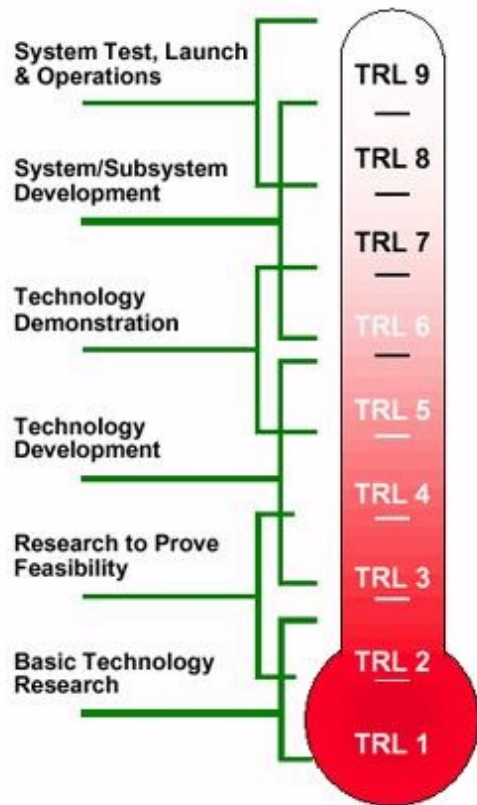 System Test, Launch
& Operations
System/Subsystem
Development
Technology
Demonstration
Technology
Development
Research to Prove
Feasibility
Basic Technology
Research
TRL 9
TRL 8
TRL 7
TRL 6
TRL 5
TRL 4
TRL 3
TRL 2
TRL 1